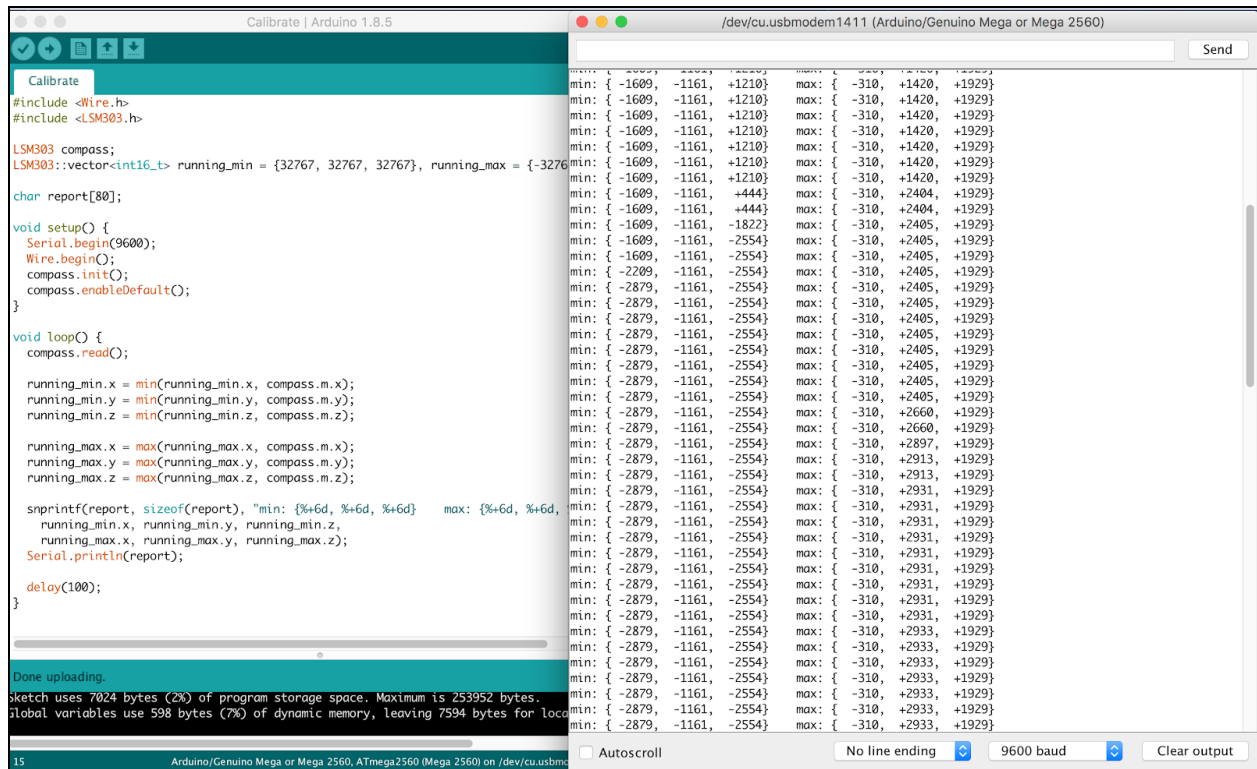 Calibrate | Arduino 1.8.5
Calibrate
#include <Wire.h>
#include <LSM303.h>
LSM303 compass;
LSM303::vector<int16_t> running_min = {32767, 32767, 32767}, running_max = {-3276
char report[80];
void setup() {
Serial.begin(9600);
Wire.begin();
compass.init();
compass.enableDefault();
}
void loop() {
compass.read();
running_min.x = min(running_min.x, compass.m.x);
running_min.y = min(running_min.y, compass.m.y);
running_min.z = min(running_min.z, compass.m.z);
running_max.x = max(running_max.x, compass.m.x);
running_max.y = max(running_max.y, compass.m.y);
running_max.z = max(running_max.z, compass.m.z);
snprintf(report, sizeof(report), "min: {%+6d, %+6d, %+6d}    max: {%+6d, %+6d,
running_min.x, running_min.y, running_min.z,
running_max.x, running_max.y, running_max.z);
Serial.println(report);
delay(100);
}
Done uploading.
Sketch uses 7024 bytes (2%) of program storage space. Maximum is 253952 bytes.
Global variables use 598 bytes (7%) of dynamic memory, leaving 7594 bytes for loca
15 Arduino/Genuino Mega or Mega 2560, ATmega2560 (Mega 2560) on /dev/cu.usbmo
/dev/cu.usbmodem1411 (Arduino/Genuino Mega or Mega 2560)
Send
min: { -1609,  -1161,  +1210}    max: {  -310,  +1420,  +1929}
min: { -1609,  -1161,  +1210}    max: {  -310,  +1420,  +1929}
min: { -1609,  -1161,  +1210}    max: {  -310,  +1420,  +1929}
min: { -1609,  -1161,  +1210}    max: {  -310,  +1420,  +1929}
min: { -1609,  -1161,  +1210}    max: {  -310,  +1420,  +1929}
min: { -1609,  -1161,  +1210}    max: {  -310,  +1420,  +1929}
min: { -1609,  -1161,  +1210}    max: {  -310,  +1420,  +1929}
min: { -1609,  -1161,   +444}    max: {  -310,  +2404,  +1929}
min: { -1609,  -1161,   +444}    max: {  -310,  +2404,  +1929}
min: { -1609,  -1161,  -1822}    max: {  -310,  +2405,  +1929}
min: { -1609,  -1161,  -2554}    max: {  -310,  +2405,  +1929}
min: { -1609,  -1161,  -2554}    max: {  -310,  +2405,  +1929}
min: { -2209,  -1161,  -2554}    max: {  -310,  +2405,  +1929}
min: { -2879,  -1161,  -2554}    max: {  -310,  +2405,  +1929}
min: { -2879,  -1161,  -2554}    max: {  -310,  +2405,  +1929}
min: { -2879,  -1161,  -2554}    max: {  -310,  +2405,  +1929}
min: { -2879,  -1161,  -2554}    max: {  -310,  +2405,  +1929}
min: { -2879,  -1161,  -2554}    max: {  -310,  +2405,  +1929}
min: { -2879,  -1161,  -2554}    max: {  -310,  +2405,  +1929}
min: { -2879,  -1161,  -2554}    max: {  -310,  +2405,  +1929}
min: { -2879,  -1161,  -2554}    max: {  -310,  +2405,  +1929}
min: { -2879,  -1161,  -2554}    max: {  -310,  +2660,  +1929}
min: { -2879,  -1161,  -2554}    max: {  -310,  +2660,  +1929}
min: { -2879,  -1161,  -2554}    max: {  -310,  +2897,  +1929}
min: { -2879,  -1161,  -2554}    max: {  -310,  +2913,  +1929}
min: { -2879,  -1161,  -2554}    max: {  -310,  +2913,  +1929}
min: { -2879,  -1161,  -2554}    max: {  -310,  +2931,  +1929}
min: { -2879,  -1161,  -2554}    max: {  -310,  +2931,  +1929}
min: { -2879,  -1161,  -2554}    max: {  -310,  +2931,  +1929}
min: { -2879,  -1161,  -2554}    max: {  -310,  +2931,  +1929}
min: { -2879,  -1161,  -2554}    max: {  -310,  +2931,  +1929}
min: { -2879,  -1161,  -2554}    max: {  -310,  +2931,  +1929}
min: { -2879,  -1161,  -2554}    max: {  -310,  +2931,  +1929}
min: { -2879,  -1161,  -2554}    max: {  -310,  +2931,  +1929}
min: { -2879,  -1161,  -2554}    max: {  -310,  +2933,  +1929}
min: { -2879,  -1161,  -2554}    max: {  -310,  +2933,  +1929}
min: { -2879,  -1161,  -2554}    max: {  -310,  +2933,  +1929}
min: { -2879,  -1161,  -2554}    max: {  -310,  +2933,  +1929}
min: { -2879,  -1161,  -2554}    max: {  -310,  +2933,  +1929}
min: { -2879,  -1161,  -2554}    max: {  -310,  +2933,  +1929}
min: { -2879,  -1161,  -2554}    max: {  -310,  +2933,  +1929}
min: { -2879,  -1161,  -2554}    max: {  -310,  +2933,  +1929}
Autoscroll
No line ending
9600 baud
Clear output